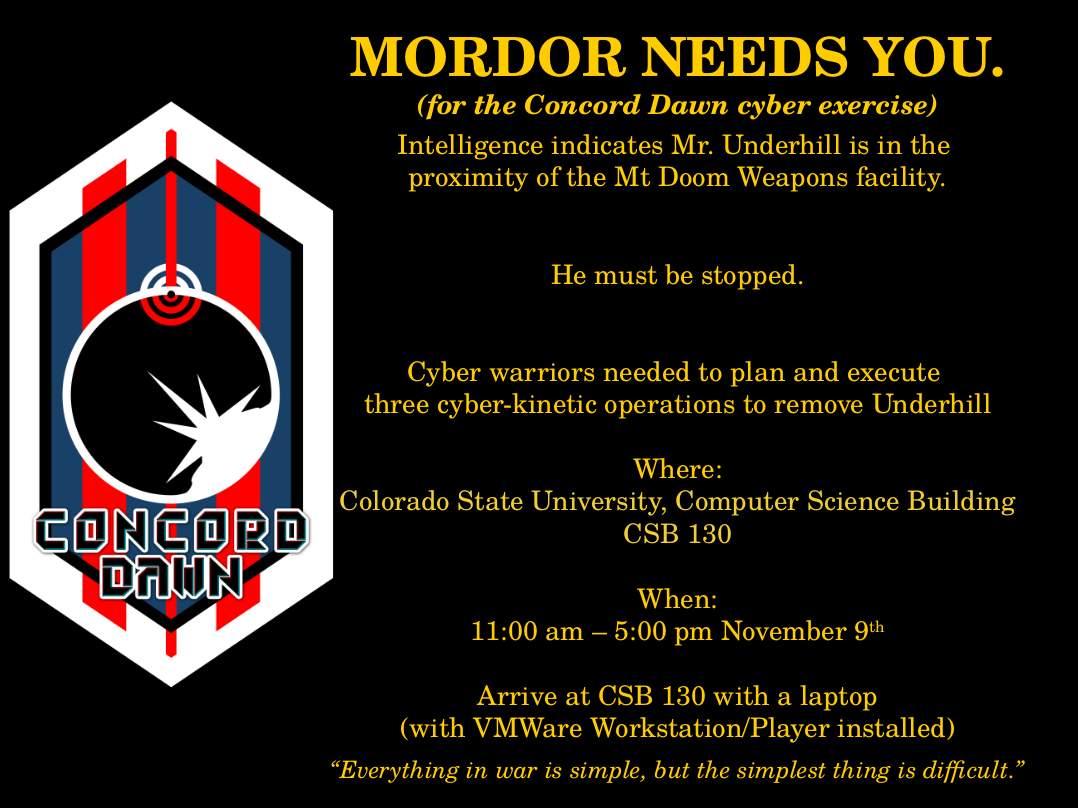 MORDOR NEEDS YOU.
(for the Concord Dawn cyber exercise)
Intelligence indicates Mr. Underhill is in the
proximity of the Mt Doom Weapons facility.
He must be stopped.
Cyber warriors needed to plan and execute
three cyber-kinetic operations to remove Underhill
Where:
Colorado State University, Computer Science Building
CSB 130
When:
11:00 am – 5:00 pm November 9th
Arrive at CSB 130 with a laptop
(with VMWare Workstation/Player installed)
“Everything in war is simple, but the simplest thing is difficult.”
CONCORD
DAWN